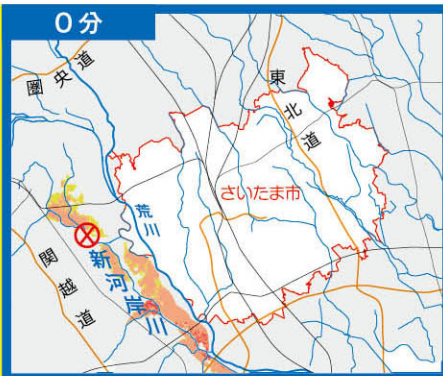 0分
圏央道
東北道
さいたま市
荒川
新河岸川
関越道